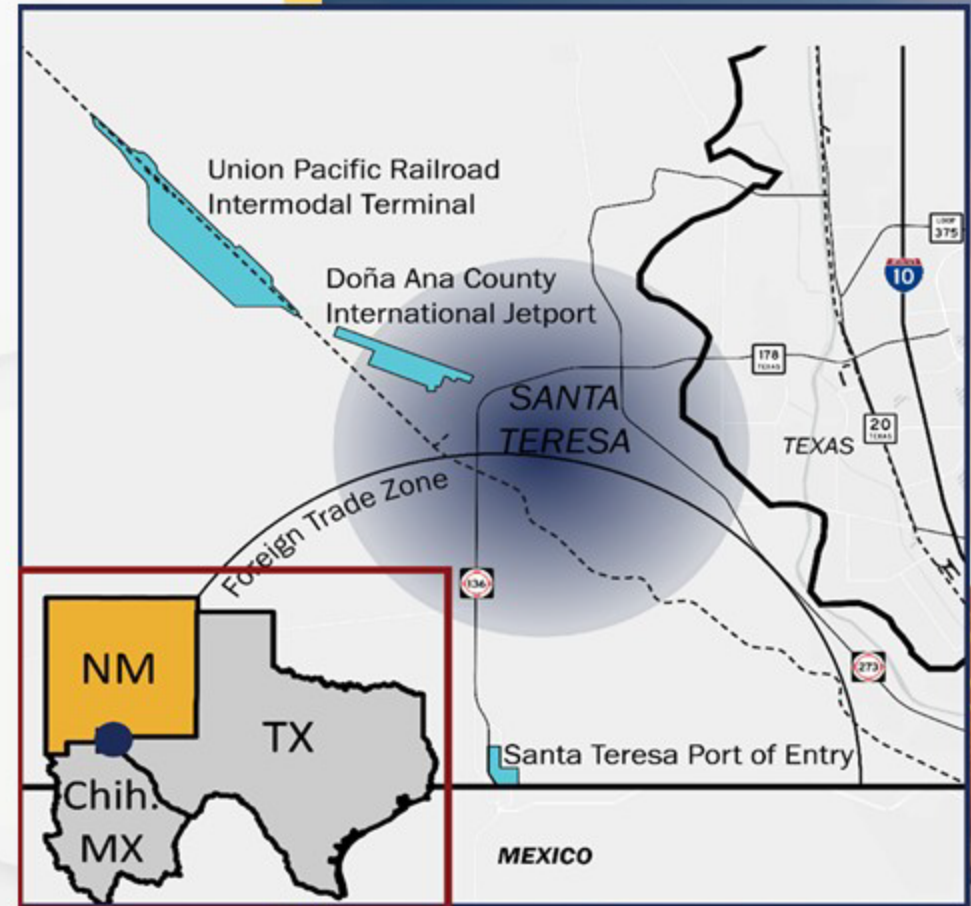 Union Pacific Railroad
Intermodal Terminal
LOOP
375
Doña Ana County
International Jetport
10
178
TEXAS
SANTA
TERESA
20
TEXAS
TEXAS
Foreign Trade Zone
136
NM
273
TX
Santa Teresa Port of Entry
Chih.
MX
MEXICO